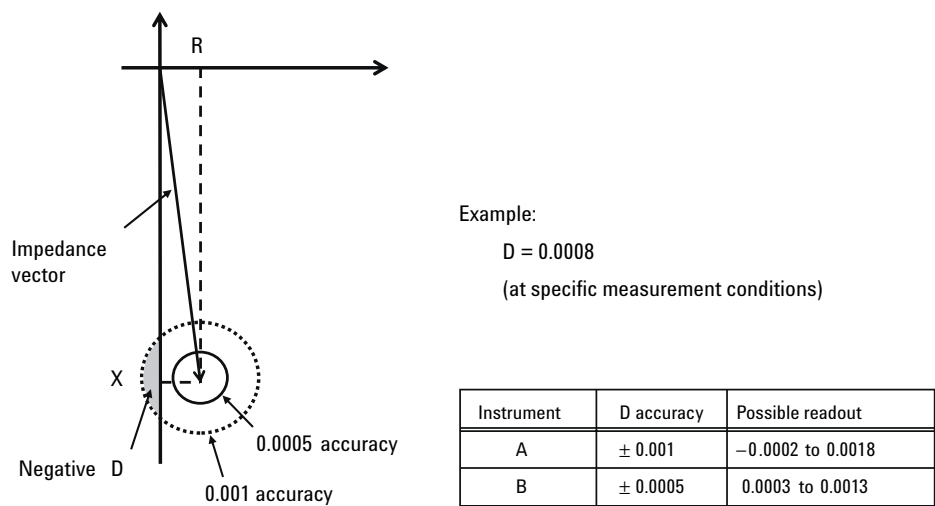 R
Impedance
vector
X
Negative D
0.0005 accuracy
0.001 accuracy
Example:
D = 0.0008
(at specific measurement conditions)
Instrument D accuracy Possible readout
A ± 0.001 −0.0002 to 0.0018
B ± 0.0005 0.0003 to 0.0013